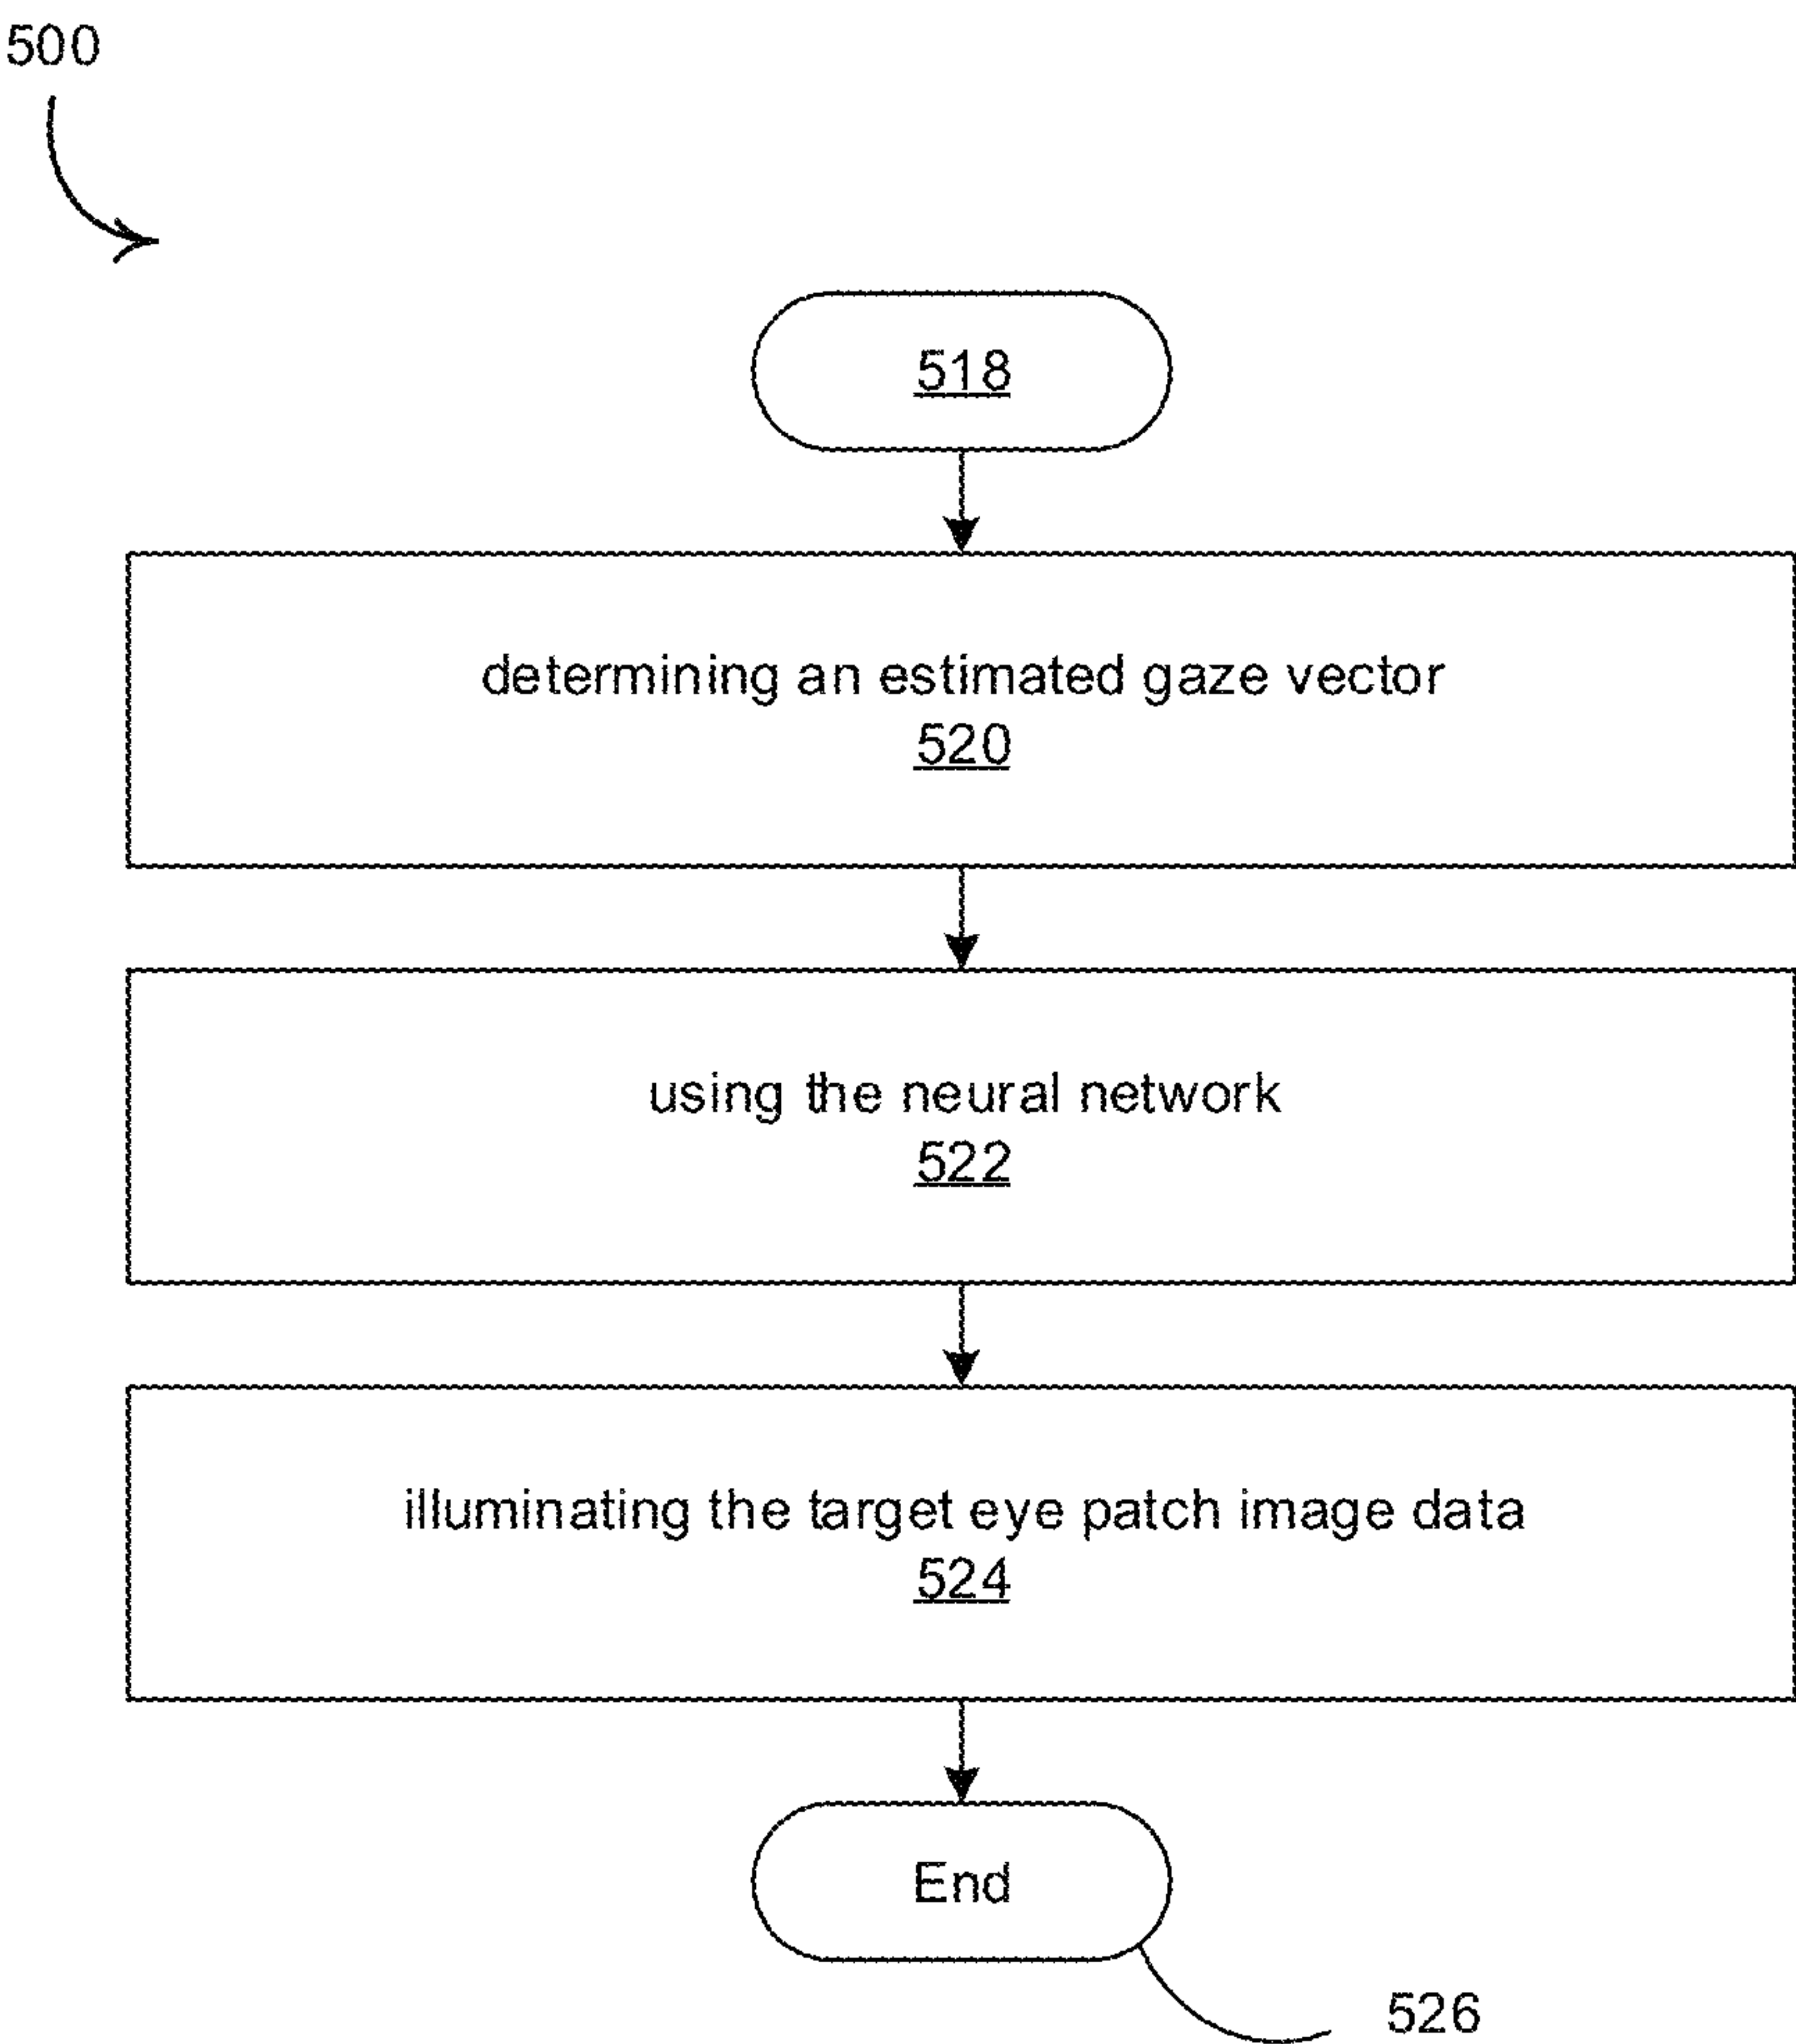 500
518
determining an estimated gaze vector
520
using the neural network
522
illuminating the target eye patch image data
524
End
526